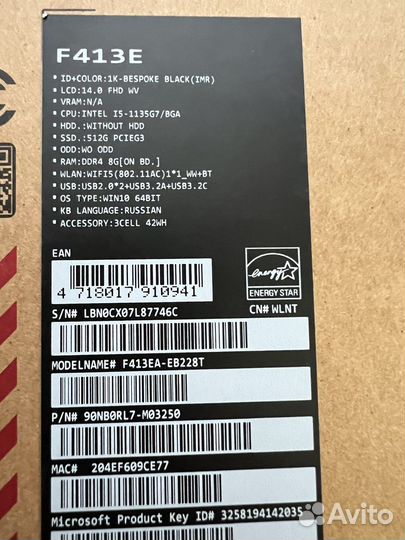 F413E
* ID+COLOR:1K-BESPOKE BLACK(IMR)
* LCD:14.0 FHD WV
* VRAM:N/A
* CPU:INTEL I5-1135G7/BGA
* HDD.:WITHOUT HDD
* SSD.:512G PCIEG3
* ODD:WO ODD
* RAM:DDR4 8G[ON BD.]
* WLAN:WIFI5(802.11AC)1*1_WW+BT
* USB:USB2.0*2+USB3.2A+USB3.2C
* OS TYPE:WIN10 64BIT
* KB LANGUAGE:RUSSIAN
* ACCESSORY:3CELL 42WH
EAN
4 718017 910941
energy
ENERGY STAR
S/N# LBN0CX07L87746C
CN# WLNT
MODELNAME# F413EA-EB228T
P/N# 90NB0RL7-M03250
MAC# 204EF609CE77
Microsoft Product Key ID# 3258194142035
Avito